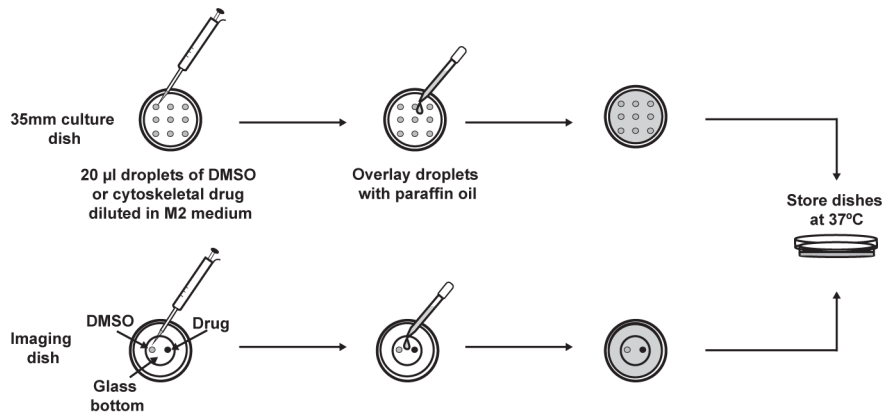 35mm culture
dish
20 µl droplets of DMSO
or cytoskeletal drug
diluted in M2 medium
Overlay droplets
with paraffin oil
Store dishes
at 37ºC
Imaging
dish
DMSO
Drug
Glass
bottom